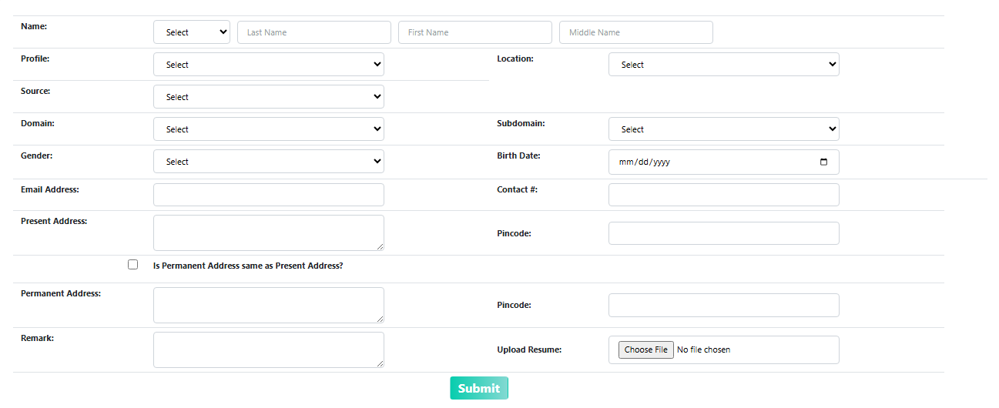 Name: Select Last Name First Name Middle Name
Profile: Select Location: Select
Source: Select
Domain: Select Subdomain: Select
Gender: Select Birth Date: mm/dd/yyyy
Email Address: Contact #:
Present Address: Pincode:
Is Permanent Address same as Present Address?
Permanent Address: Pincode:
Remark: Upload Resume: Choose File No file chosen
Submit